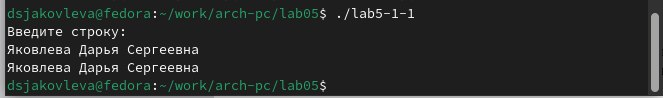 dsjakovleva@fedora:~/work/arch-pc/lab05$ ./lab5-1-1
Введите строку:
Яковлева Дарья Сергеевна
Яковлева Дарья Сергеевна
dsjakovleva@fedora:~/work/arch-pc/lab05$